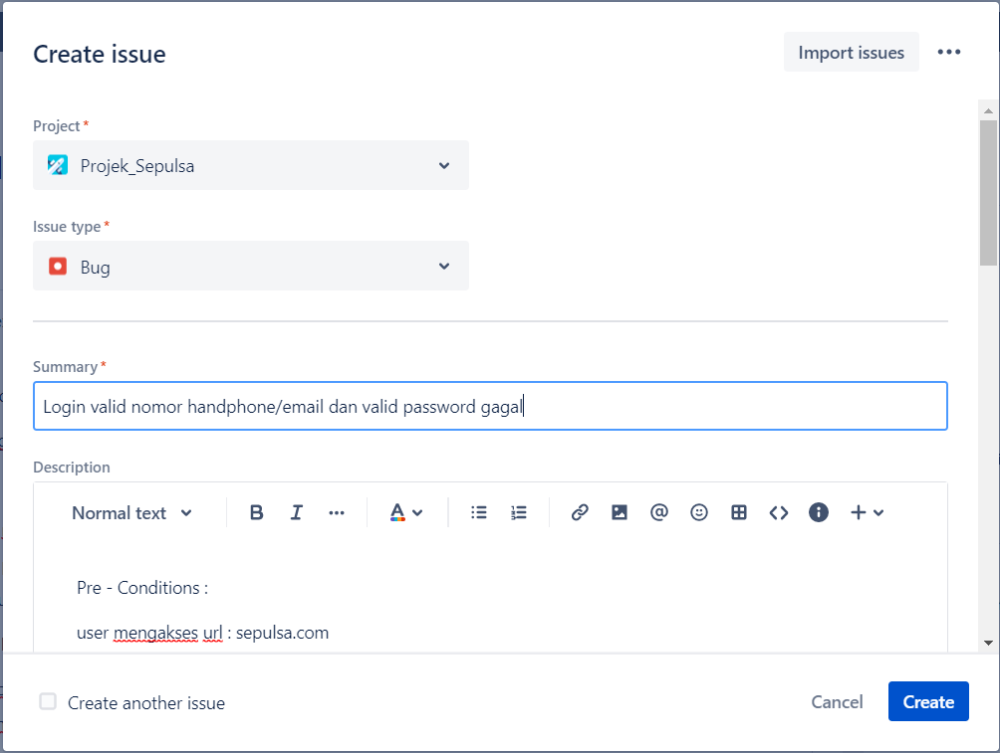 Create issue
Import issues
Project *
Projek_Sepulsa
Issue type *
Bug
Summary *
Login valid nomor handphone/email dan valid password gagal
Description
Normal text B I ... A @ <> i +
Pre - Conditions :
user mengakses url : sepulsa.com
Create another issue
Cancel
Create